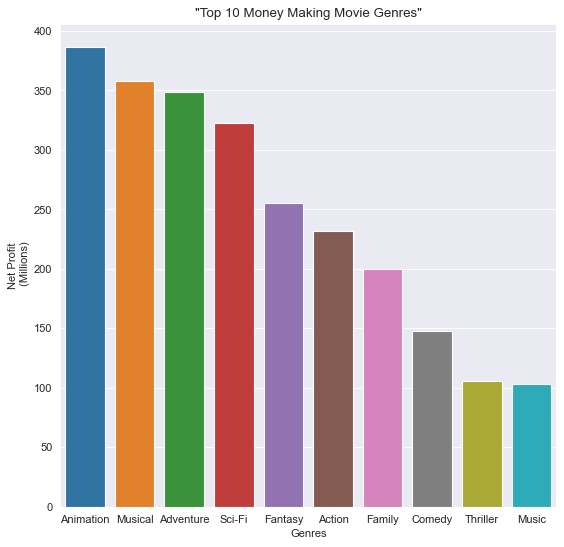 "Top 10 Money Making Movie Genres"
400
350
300
250
200
150
100
50
0
Net Profit
(Millions)
Animation Musical Adventure Sci-Fi Fantasy Action Family Comedy Thriller Music
Genres